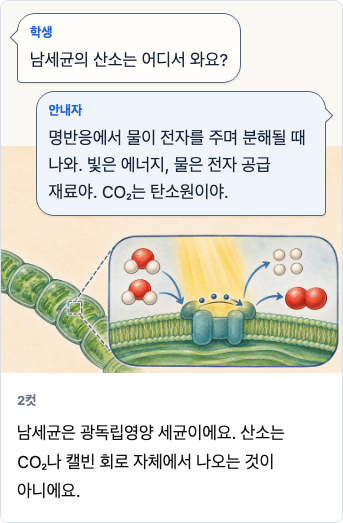 학생
남세균의 산소는 어디서 와요?
안내자
명반응에서 물이 전자를 주며 분해될 때
나와. 빛은 에너지, 물은 전자 공급
재료야. CO₂는 탄소원이야.
2컷
남세균은 광독립영양 세균이에요. 산소는
CO₂나 캘빈 회로 자체에서 나오는 것이
아니에요.